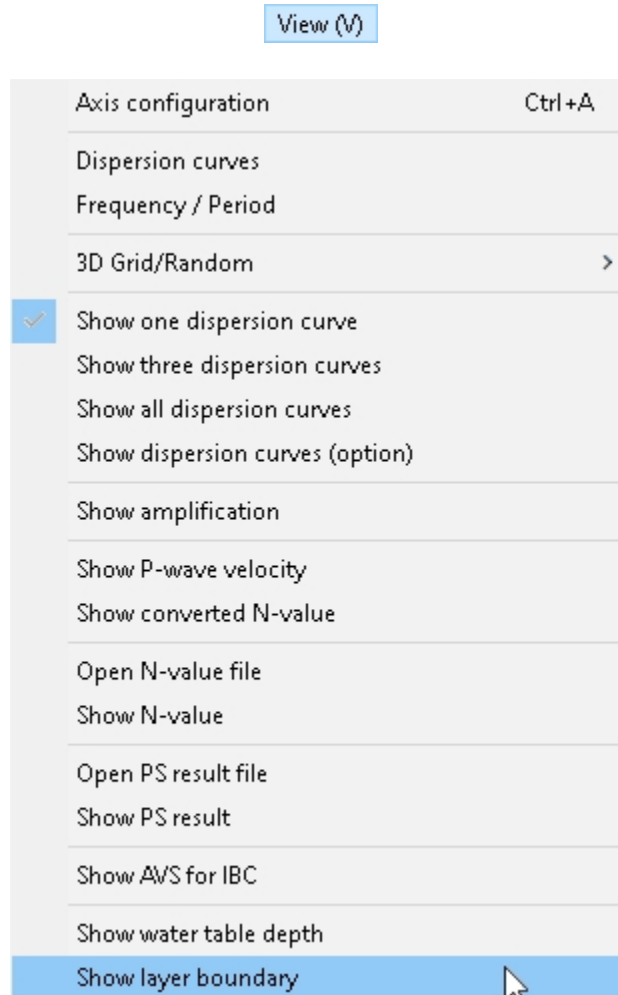 View (V)
Axis configuration Ctrl+A
Dispersion curves
Frequency / Period
3D Grid/Random
Show one dispersion curve
Show three dispersion curves
Show all dispersion curves
Show dispersion curves (option)
Show amplification
Show P-wave velocity
Show converted N-value
Open N-value file
Show N-value
Open PS result file
Show PS result
Show AVS for IBC
Show water table depth
Show layer boundary